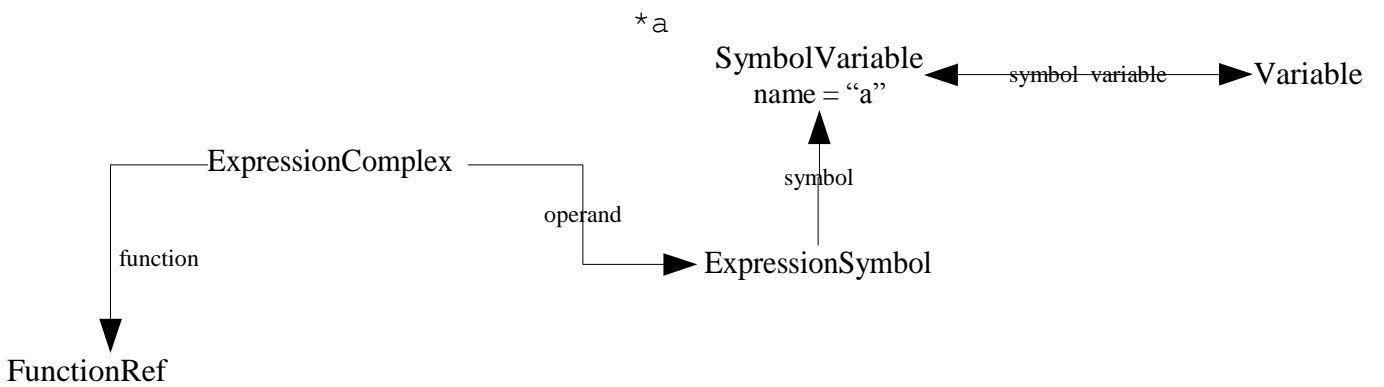 *a
SymbolVariable
name = “a”
symbol variable
Variable
ExpressionComplex
symbol
operand
function
ExpressionSymbol
FunctionRef